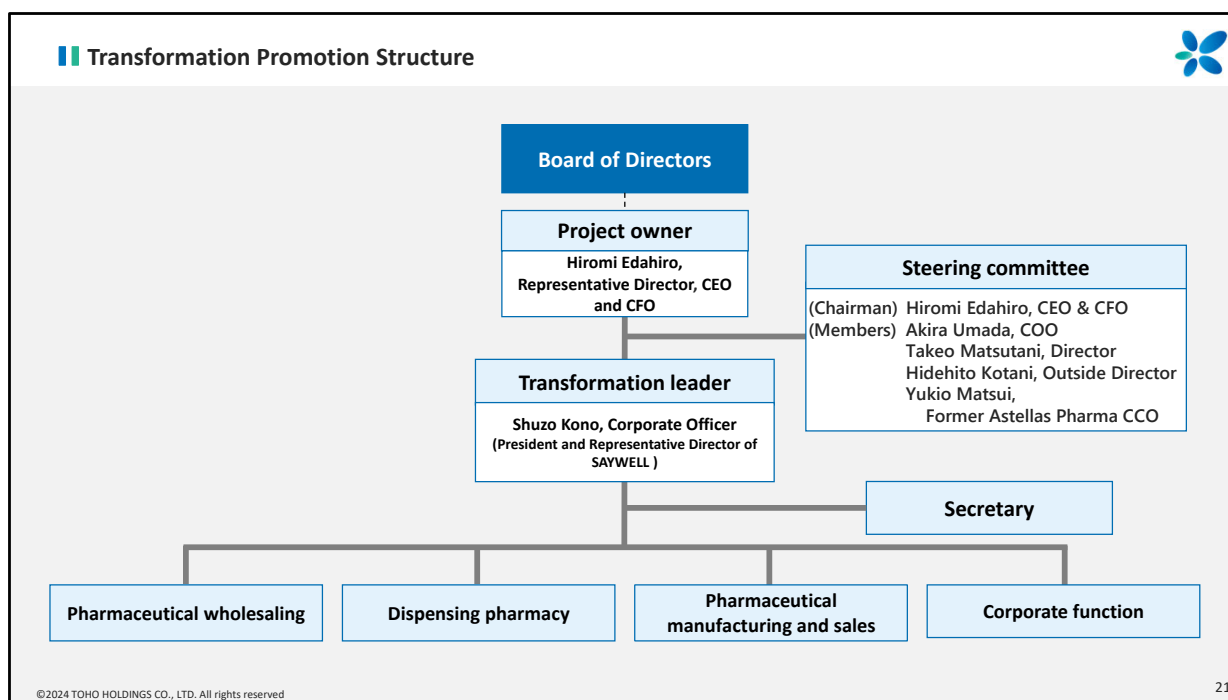 Transformation Promotion Structure
Board of Directors
Project owner
Hiromi Edahiro,
Representative Director, CEO
and CFO
Steering committee
(Chairman) Hiromi Edahiro, CEO & CFO
(Members) Akira Umada, COO
Takeo Matsutani, Director
Hidehito Kotani, Outside Director
Yukio Matsui,
Former Astellas Pharma CCO
Transformation leader
Shuzo Kono, Corporate Officer
(President and Representative Director of
SAYWELL )
Secretary
Pharmaceutical wholesaling
Dispensing pharmacy
Pharmaceutical
manufacturing and sales
Corporate function
©2024 TOHO HOLDINGS CO., LTD. All rights reserved
21